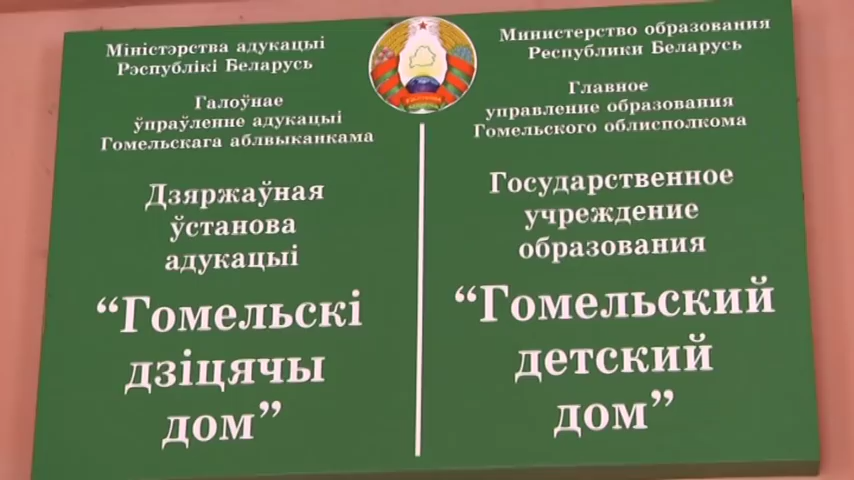 Міністэрства адукацыі
Рэспублікі Беларусь
Галоўнае
ўпраўленне адукацыі
Гомельскага аблвыканкама
Дзяржаўная
ўстанова
адукацыі
“Гомельскі
дзіцячы
дом”
Министерство образования
Республики Беларусь
Главное
управление образования
Гомельского облисполкома
Государственное
учреждение
образования
“Гомельский
детский
дом”